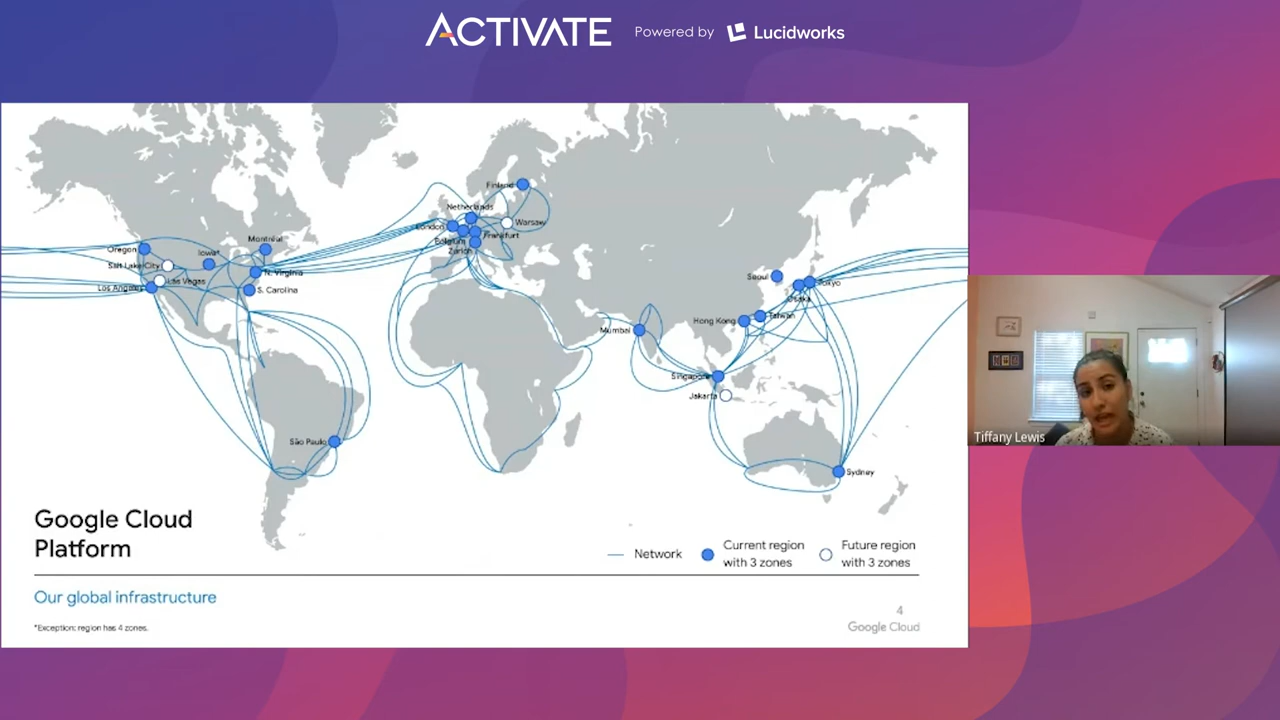 ACTIVATE Powered by Lucidworks
Finland
Netherlands
London
Warsaw
Frankfurt
Belgium
Zurich
Montréal
Oregon
Iowa*
Salt Lake City
N. Virginia
Las Vegas
Los Angeles
S. Carolina
Seoul
Tokyo
Osaka
Taiwan
Hong Kong
Mumbai
Singapore
Jakarta
São Paulo
Sydney
Tiffany Lewis
Google Cloud
Platform
Network
Current region
with 3 zones
Future region
with 3 zones
Our global infrastructure
*Exception: region has 4 zones.
4
Google Cloud